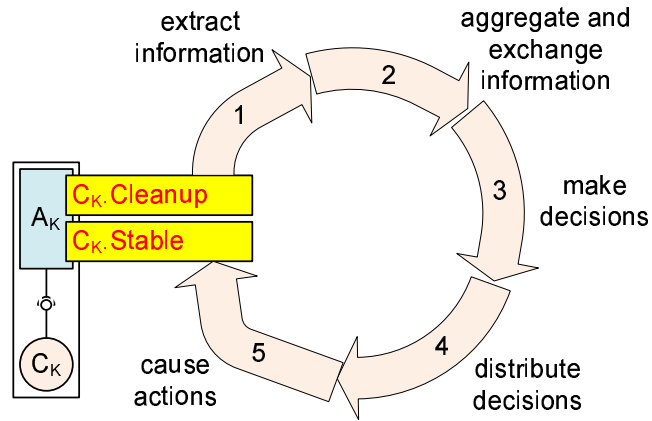 extract
information
1
2
aggregate and
exchange
information
3
make
decisions
4
distribute
decisions
5
cause
actions
A_K
C_K.Cleanup
C_K.Stable
C_K